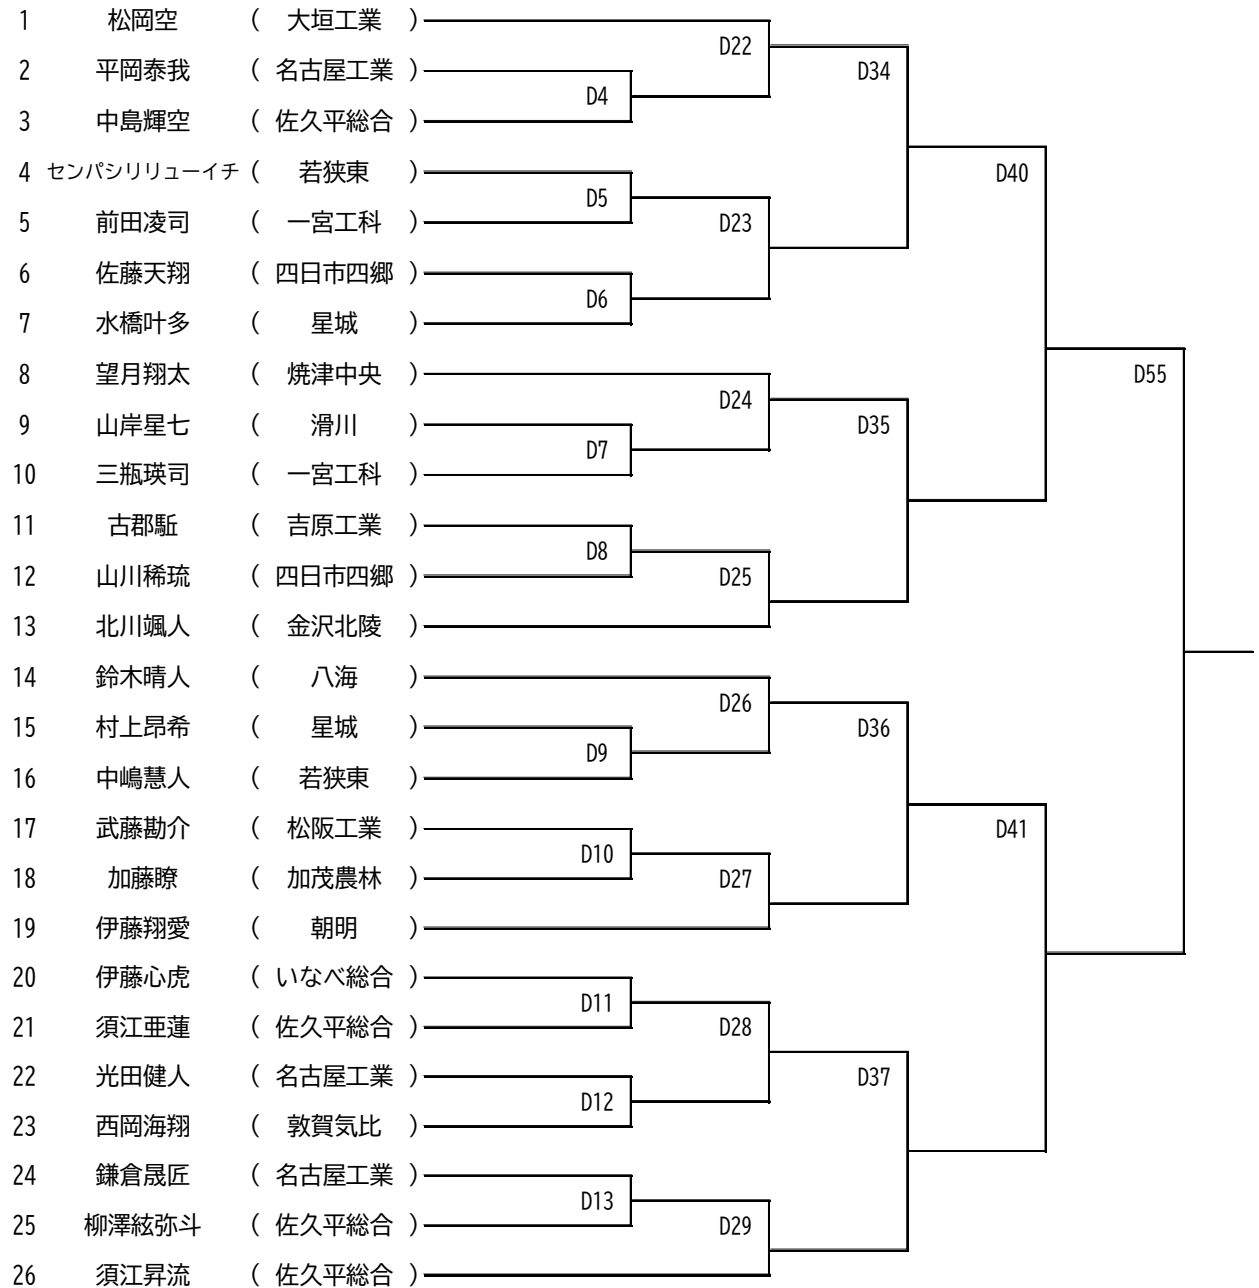 1 松岡空 ( 大垣工業 )
D22
2 平岡泰我 ( 名古屋工業 ) D34
D4
3 中島輝空 ( 佐久平総合 )
4 センパシリリューイチ ( 若狭東 ) D40
D5
5 前田凌司 ( 一宮工科 ) D23
6 佐藤天翔 ( 四日市四郷 )
D6
7 水橋叶多 ( 星城 )
8 望月翔太 ( 焼津中央 ) D55
D24
9 山岸星七 ( 滑川 ) D35
D7
10 三瓶瑛司 ( 一宮工科 )
11 古郡駈 ( 吉原工業 )
D8
12 山川稀琉 ( 四日市四郷 ) D25
13 北川颯人 ( 金沢北陵 )
14 鈴木晴人 ( 八海 )
D26
15 村上昂希 ( 星城 ) D36
D9
16 中嶋慧人 ( 若狭東 )
17 武藤勘介 ( 松阪工業 ) D41
D10
18 加藤瞭 ( 加茂農林 ) D27
19 伊藤翔愛 ( 朝明 )
20 伊藤心虎 ( いなべ総合 )
D11
21 須江亜蓮 ( 佐久平総合 ) D28
22 光田健人 ( 名古屋工業 ) D37
D12
23 西岡海翔 ( 敦賀気比 )
24 鎌倉晟匠 ( 名古屋工業 )
D13
25 柳澤絃弥斗 ( 佐久平総合 ) D29
26 須江昇流 ( 佐久平総合 )